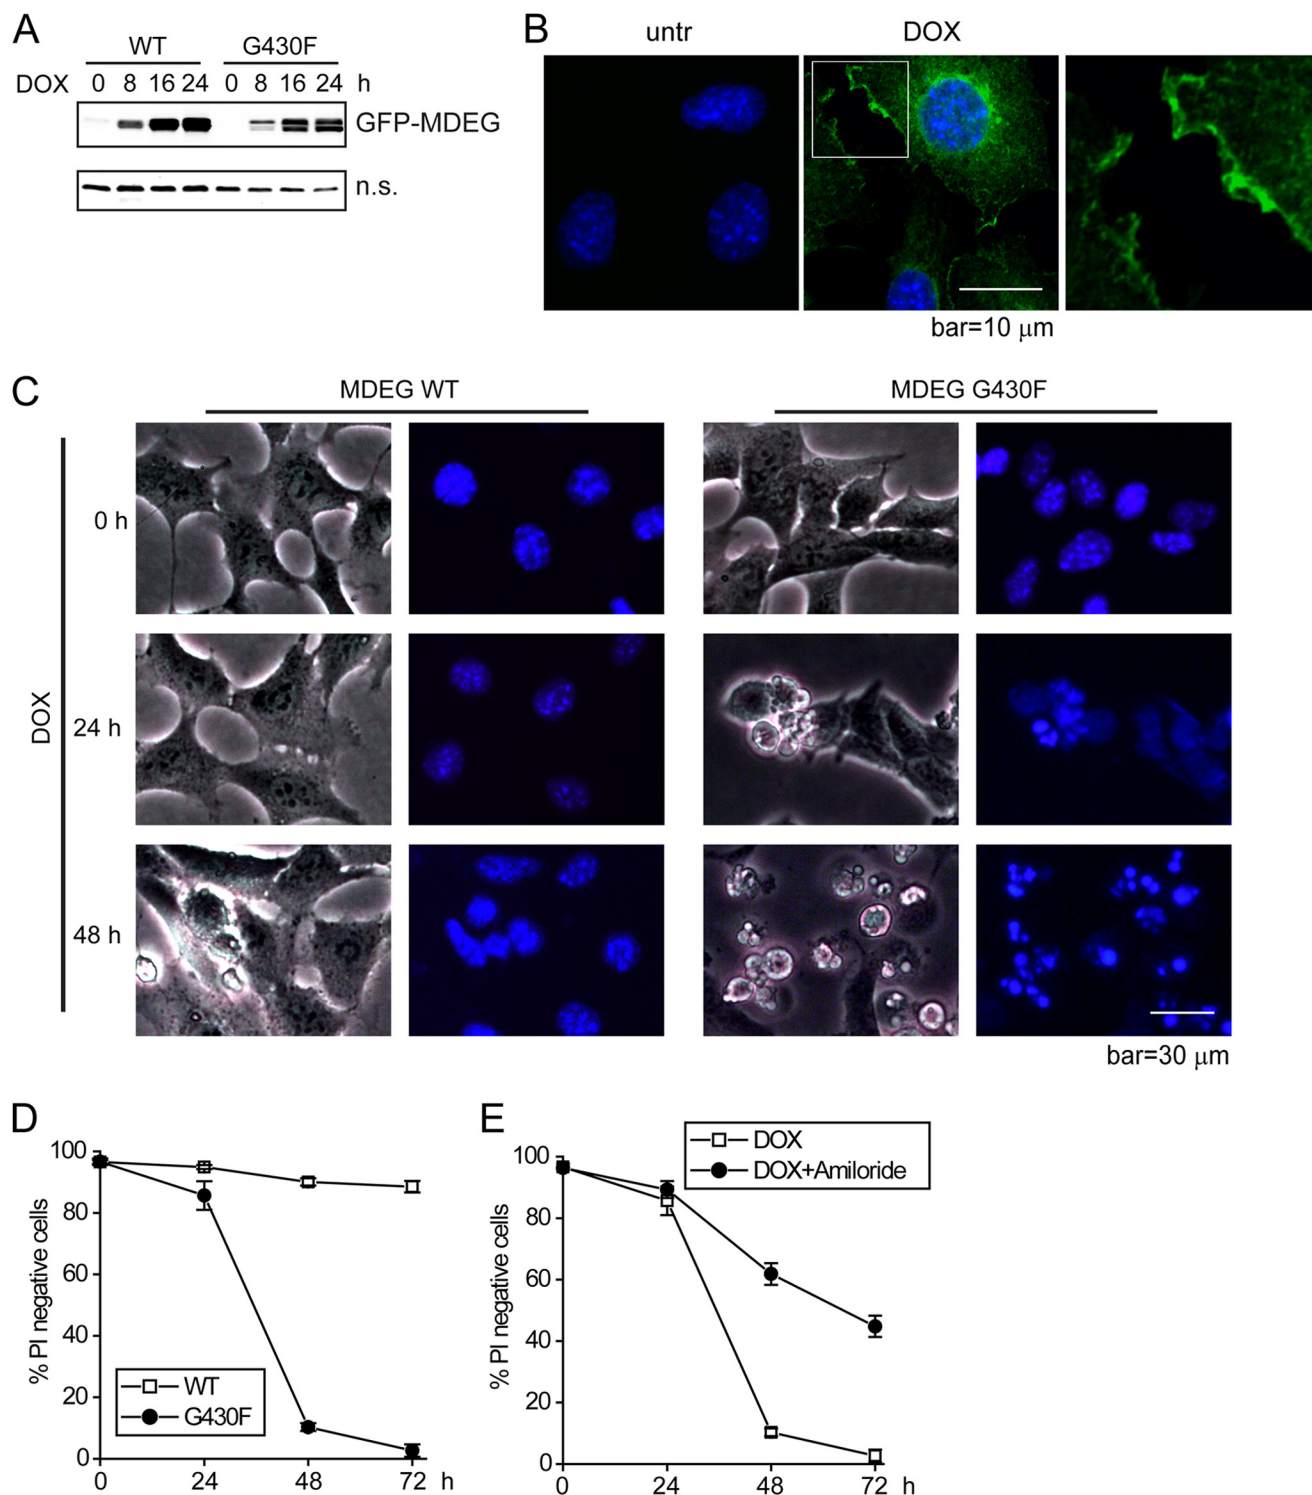 A
WT G430F
DOX 0 8 16 24 0 8 16 24 h
GFP-MDEG
n.s.
B
untr DOX
bar=10 μm
C
MDEG WT MDEG G430F
DOX
0 h
24 h
48 h
bar=30 μm
D
% PI negative cells
100
80
60
40
20
0
WT
G430F
0 24 48 72 h
E
DOX
DOX+Amiloride
% PI negative cells
100
80
60
40
20
0
0 24 48 72 h